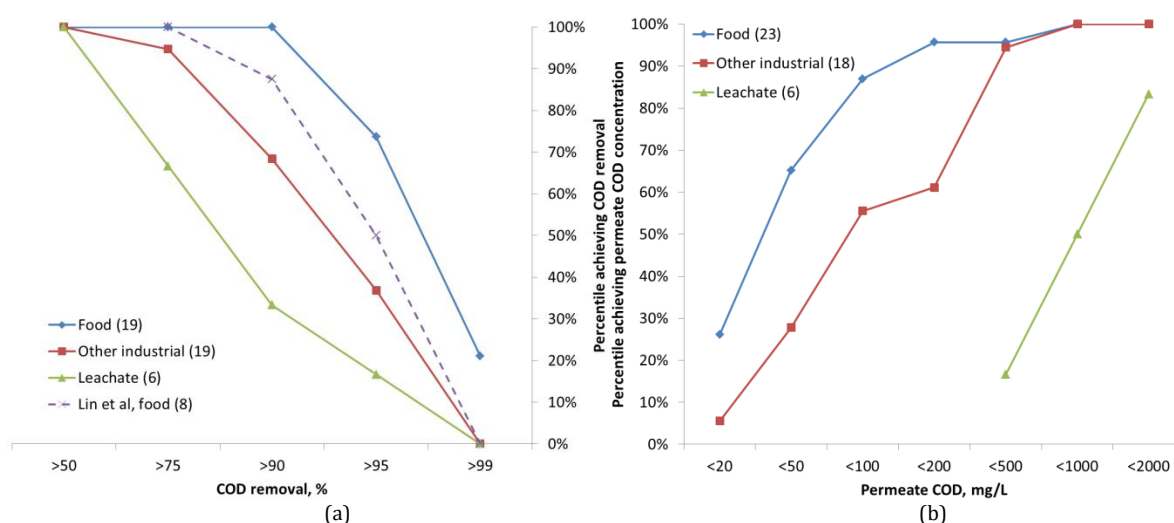 100%
90%
80%
70%
60%
50%
40%
30%
20%
10%
0%
Food (19)
Other industrial (19)
Leachate (6)
Lin et al, food (8)
>50 >75 >90 >95 >99
COD removal, %
(a)
Percentile achieving COD removal
Percentile achieving permeate COD concentration
100%
90%
80%
70%
60%
50%
40%
30%
20%
10%
0%
Food (23)
Other industrial (18)
Leachate (6)
<20 <50 <100 <200 <500 <1000 <2000
Permeate COD, mg/L
(b)